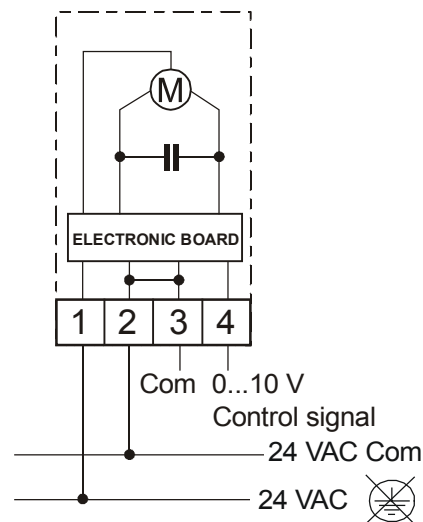 M
ELECTRONIC BOARD
1 2 3 4
Com 0...10 V
Control signal
24 VAC Com
24 VAC